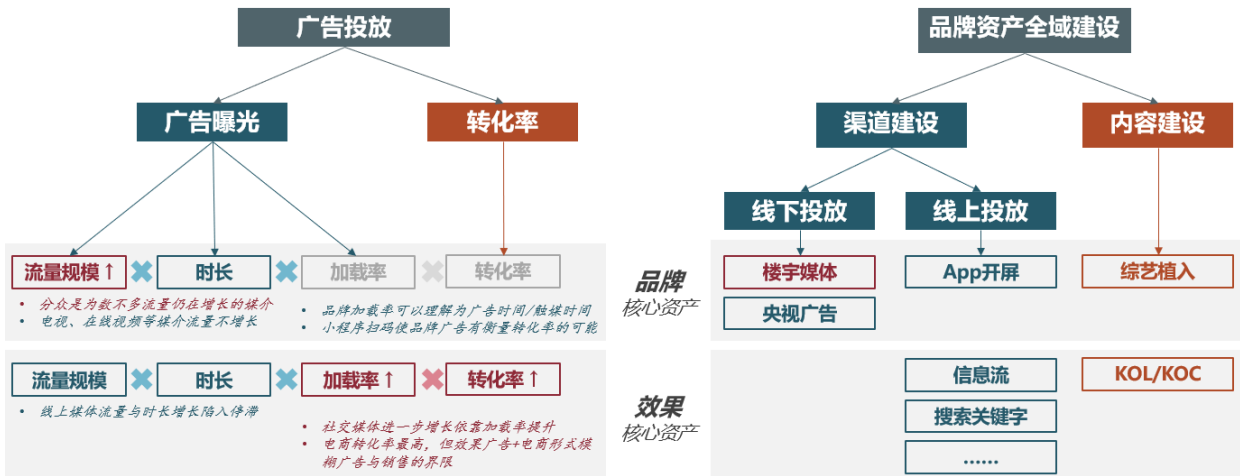 广告投放
品牌资产全域建设
广告曝光
转化率
渠道建设
内容建设
线下投放
线上投放
流量规模↑
时长
加载率
转化率
• 分众是为数不多流量仍在增长的媒介
• 电视、在线视频等媒介流量不增长
• 品牌加载率可以理解为广告时间/触媒时间
• 小程序扫码使品牌广告有衡量转化率的可能
品牌
核心资产
楼宇媒体
App开屏
综艺植入
央视广告
流量规模
时长
加载率↑
转化率↑
• 线上媒体流量与时长增长陷入停滞
• 社交媒体进一步增长依靠加载率提升
• 电商转化率最高，但效果广告+电商形式模
糊广告与销售的界限
效果
核心资产
信息流
KOL/KOC
搜索关键字
……